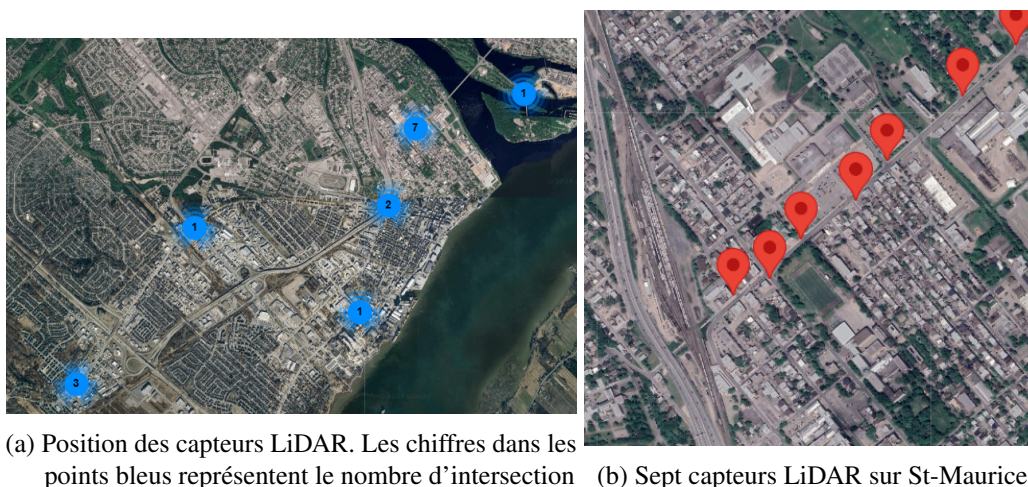 1
7
2
1
1
3
(a) Position des capteurs LiDAR. Les chiffres dans les
points bleus représentent le nombre d'intersection
(b) Sept capteurs LiDAR sur St-Maurice